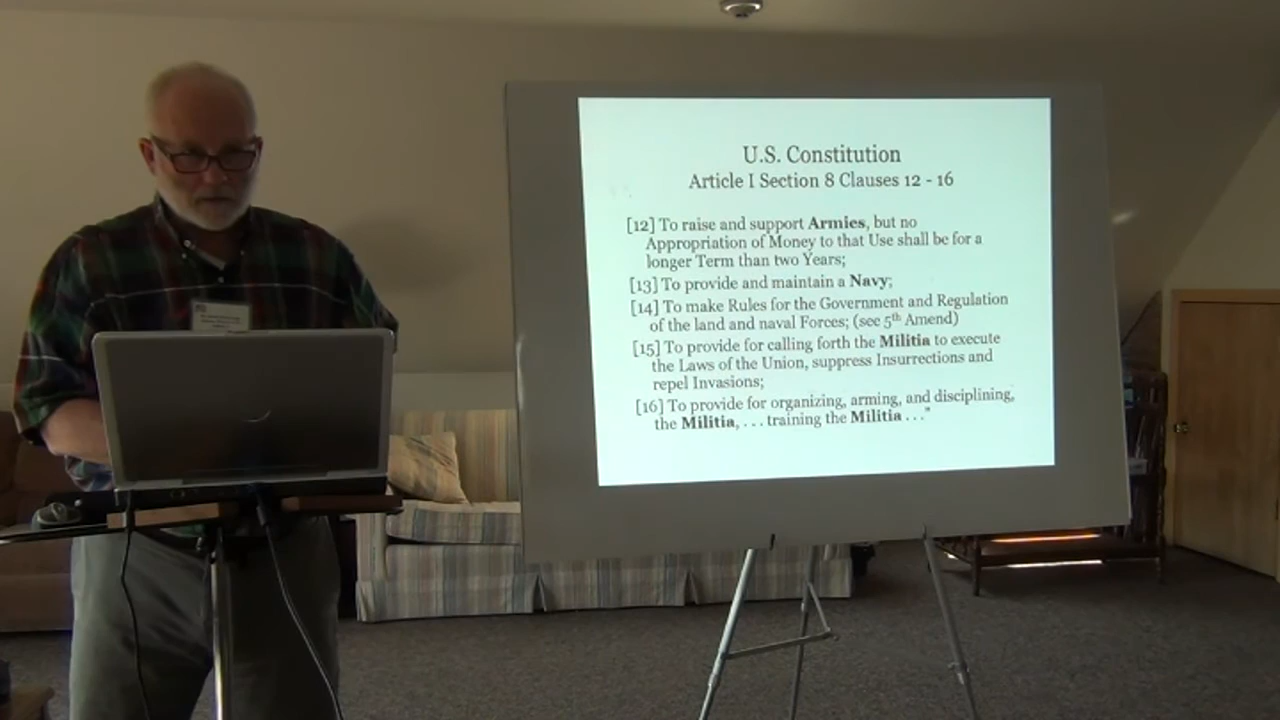 U.S. Constitution
Article I Section 8 Clauses 12 - 16
[12] To raise and support Armies, but no
Appropriation of Money to that Use shall be for a
longer Term than two Years;
[13] To provide and maintain a Navy;
[14] To make Rules for the Government and Regulation
of the land and naval Forces; (see 5th Amend)
[15] To provide for calling forth the Militia to execute
the Laws of the Union, suppress Insurrections and
repel Invasions;
[16] To provide for organizing, arming, and disciplining,
the Militia, . . . training the Militia . . ."